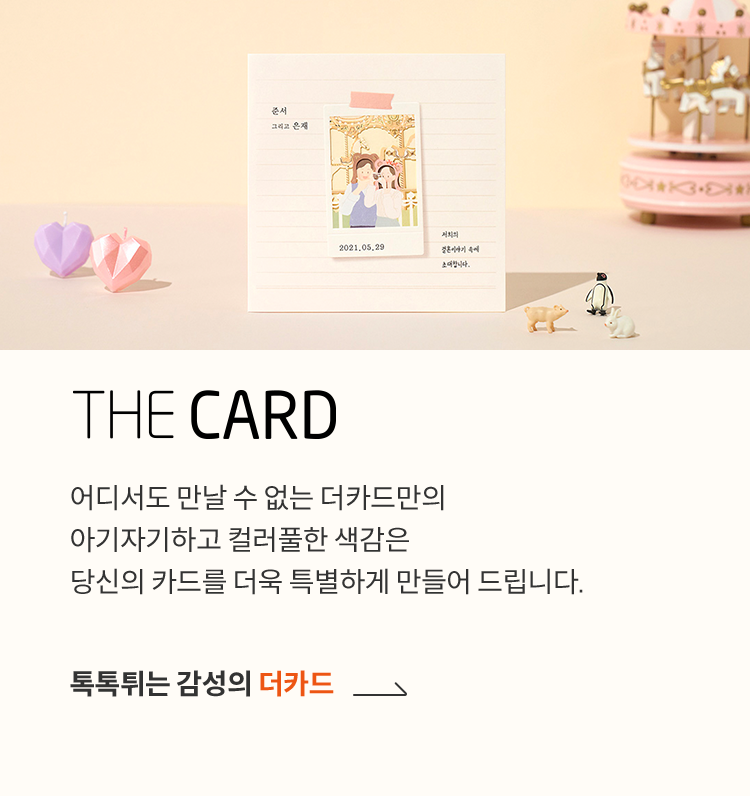 준서
그리고 은재
2021.05.29
저희의
결혼이야기 속에
초대합니다.
THE CARD
어디서도 만날 수 없는 더카드만의
아기자기하고 컬러풀한 색감은
당신의 카드를 더욱 특별하게 만들어 드립니다.
톡톡튀는 감성의 더카드